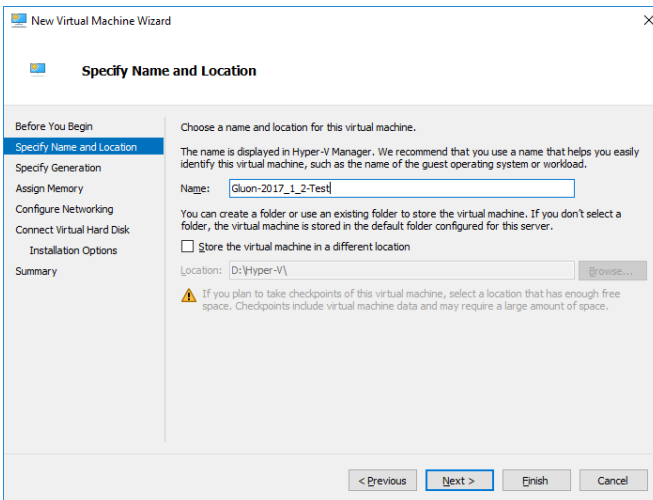 New Virtual Machine Wizard
Specify Name and Location
Before You Begin
Specify Name and Location
Specify Generation
Assign Memory
Configure Networking
Connect Virtual Hard Disk
Installation Options
Summary
Choose a name and location for this virtual machine.
The name is displayed in Hyper-V Manager. We recommend that you use a name that helps you easily
identify this virtual machine, such as the name of the guest operating system or workload.
Name: Gluon-2017_1_2-Test
You can create a folder or use an existing folder to store the virtual machine. If you don't select a
folder, the virtual machine is stored in the default folder configured for this server.
Store the virtual machine in a different location
Location: D:\Hyper-V\ Browse...
If you plan to take checkpoints of this virtual machine, select a location that has enough free
space. Checkpoints include virtual machine data and may require a large amount of space.
< Previous Next > Finish Cancel